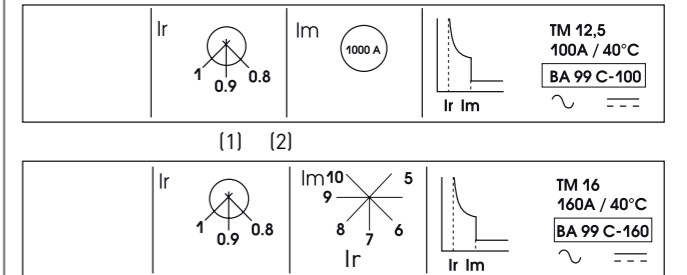 Ir
1
0.9
0.8
Im
1000 A
Ir Im
TM 12,5
100A / 40°C
BA 99 C-100
(1) (2)
Ir
1
0.9
0.8
Im 10
5
9
8
7
6
Ir
Ir Im
TM 16
160A / 40°C
BA 99 C-160